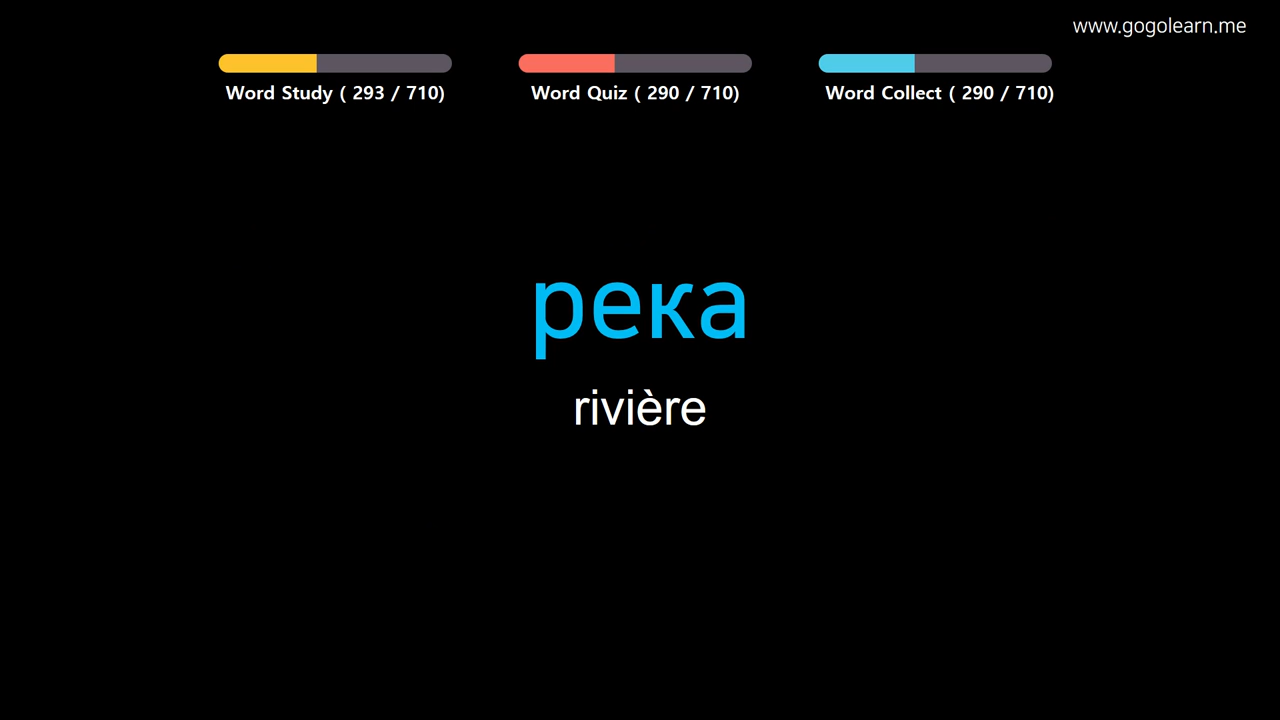 www.gogolearn.me
Word Study ( 293 / 710)
Word Quiz ( 290 / 710)
Word Collect ( 290 / 710)
река
rivière